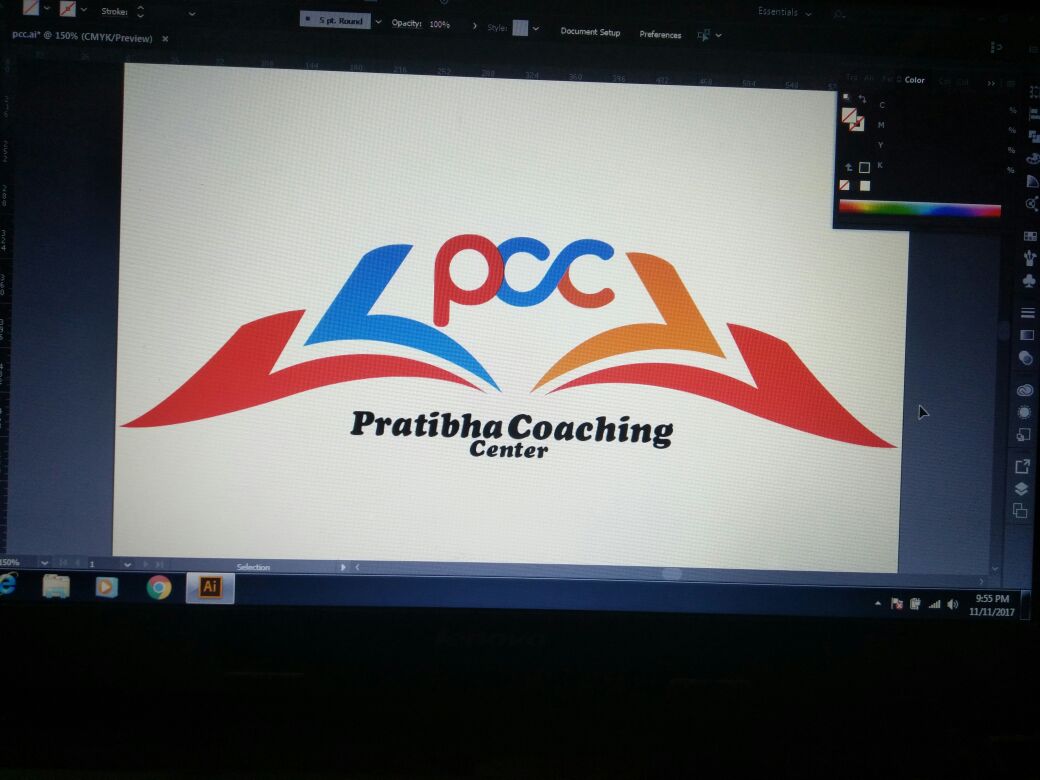 Stroke:
5 pt. Round
Opacity: 100%
Style:
Document Setup
Preferences
Essentials
pcc.ai* @ 150% (CMYK/Preview) ×
Color
C %
M %
Y %
K %
pcc
Pratibha Coaching
Center
150%
1
Selection
Ai
9:55 PM
11/11/2017
lenovo